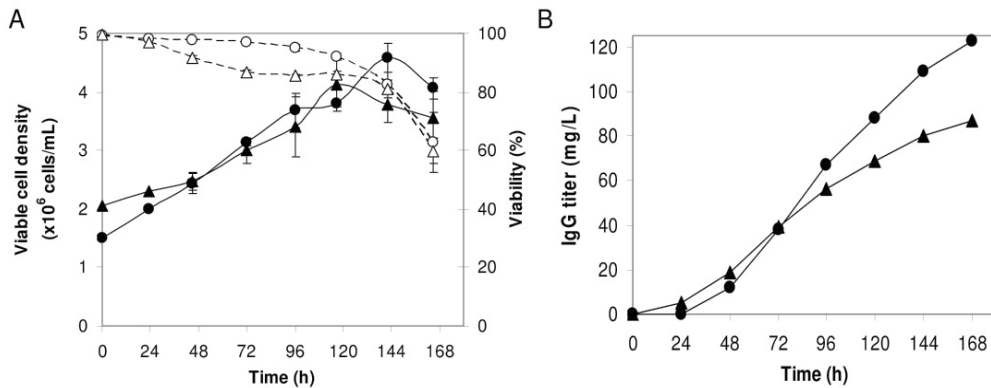 A
Viable cell density
(x10⁶ cells/mL)
5
4
3
2
1
0
100
80
60
40
20
0
Viability (%)
0 24 48 72 96 120 144 168
Time (h)
B
IgG titer (mg/L)
120
100
80
60
40
20
0
0 24 48 72 96 120 144 168
Time (h)